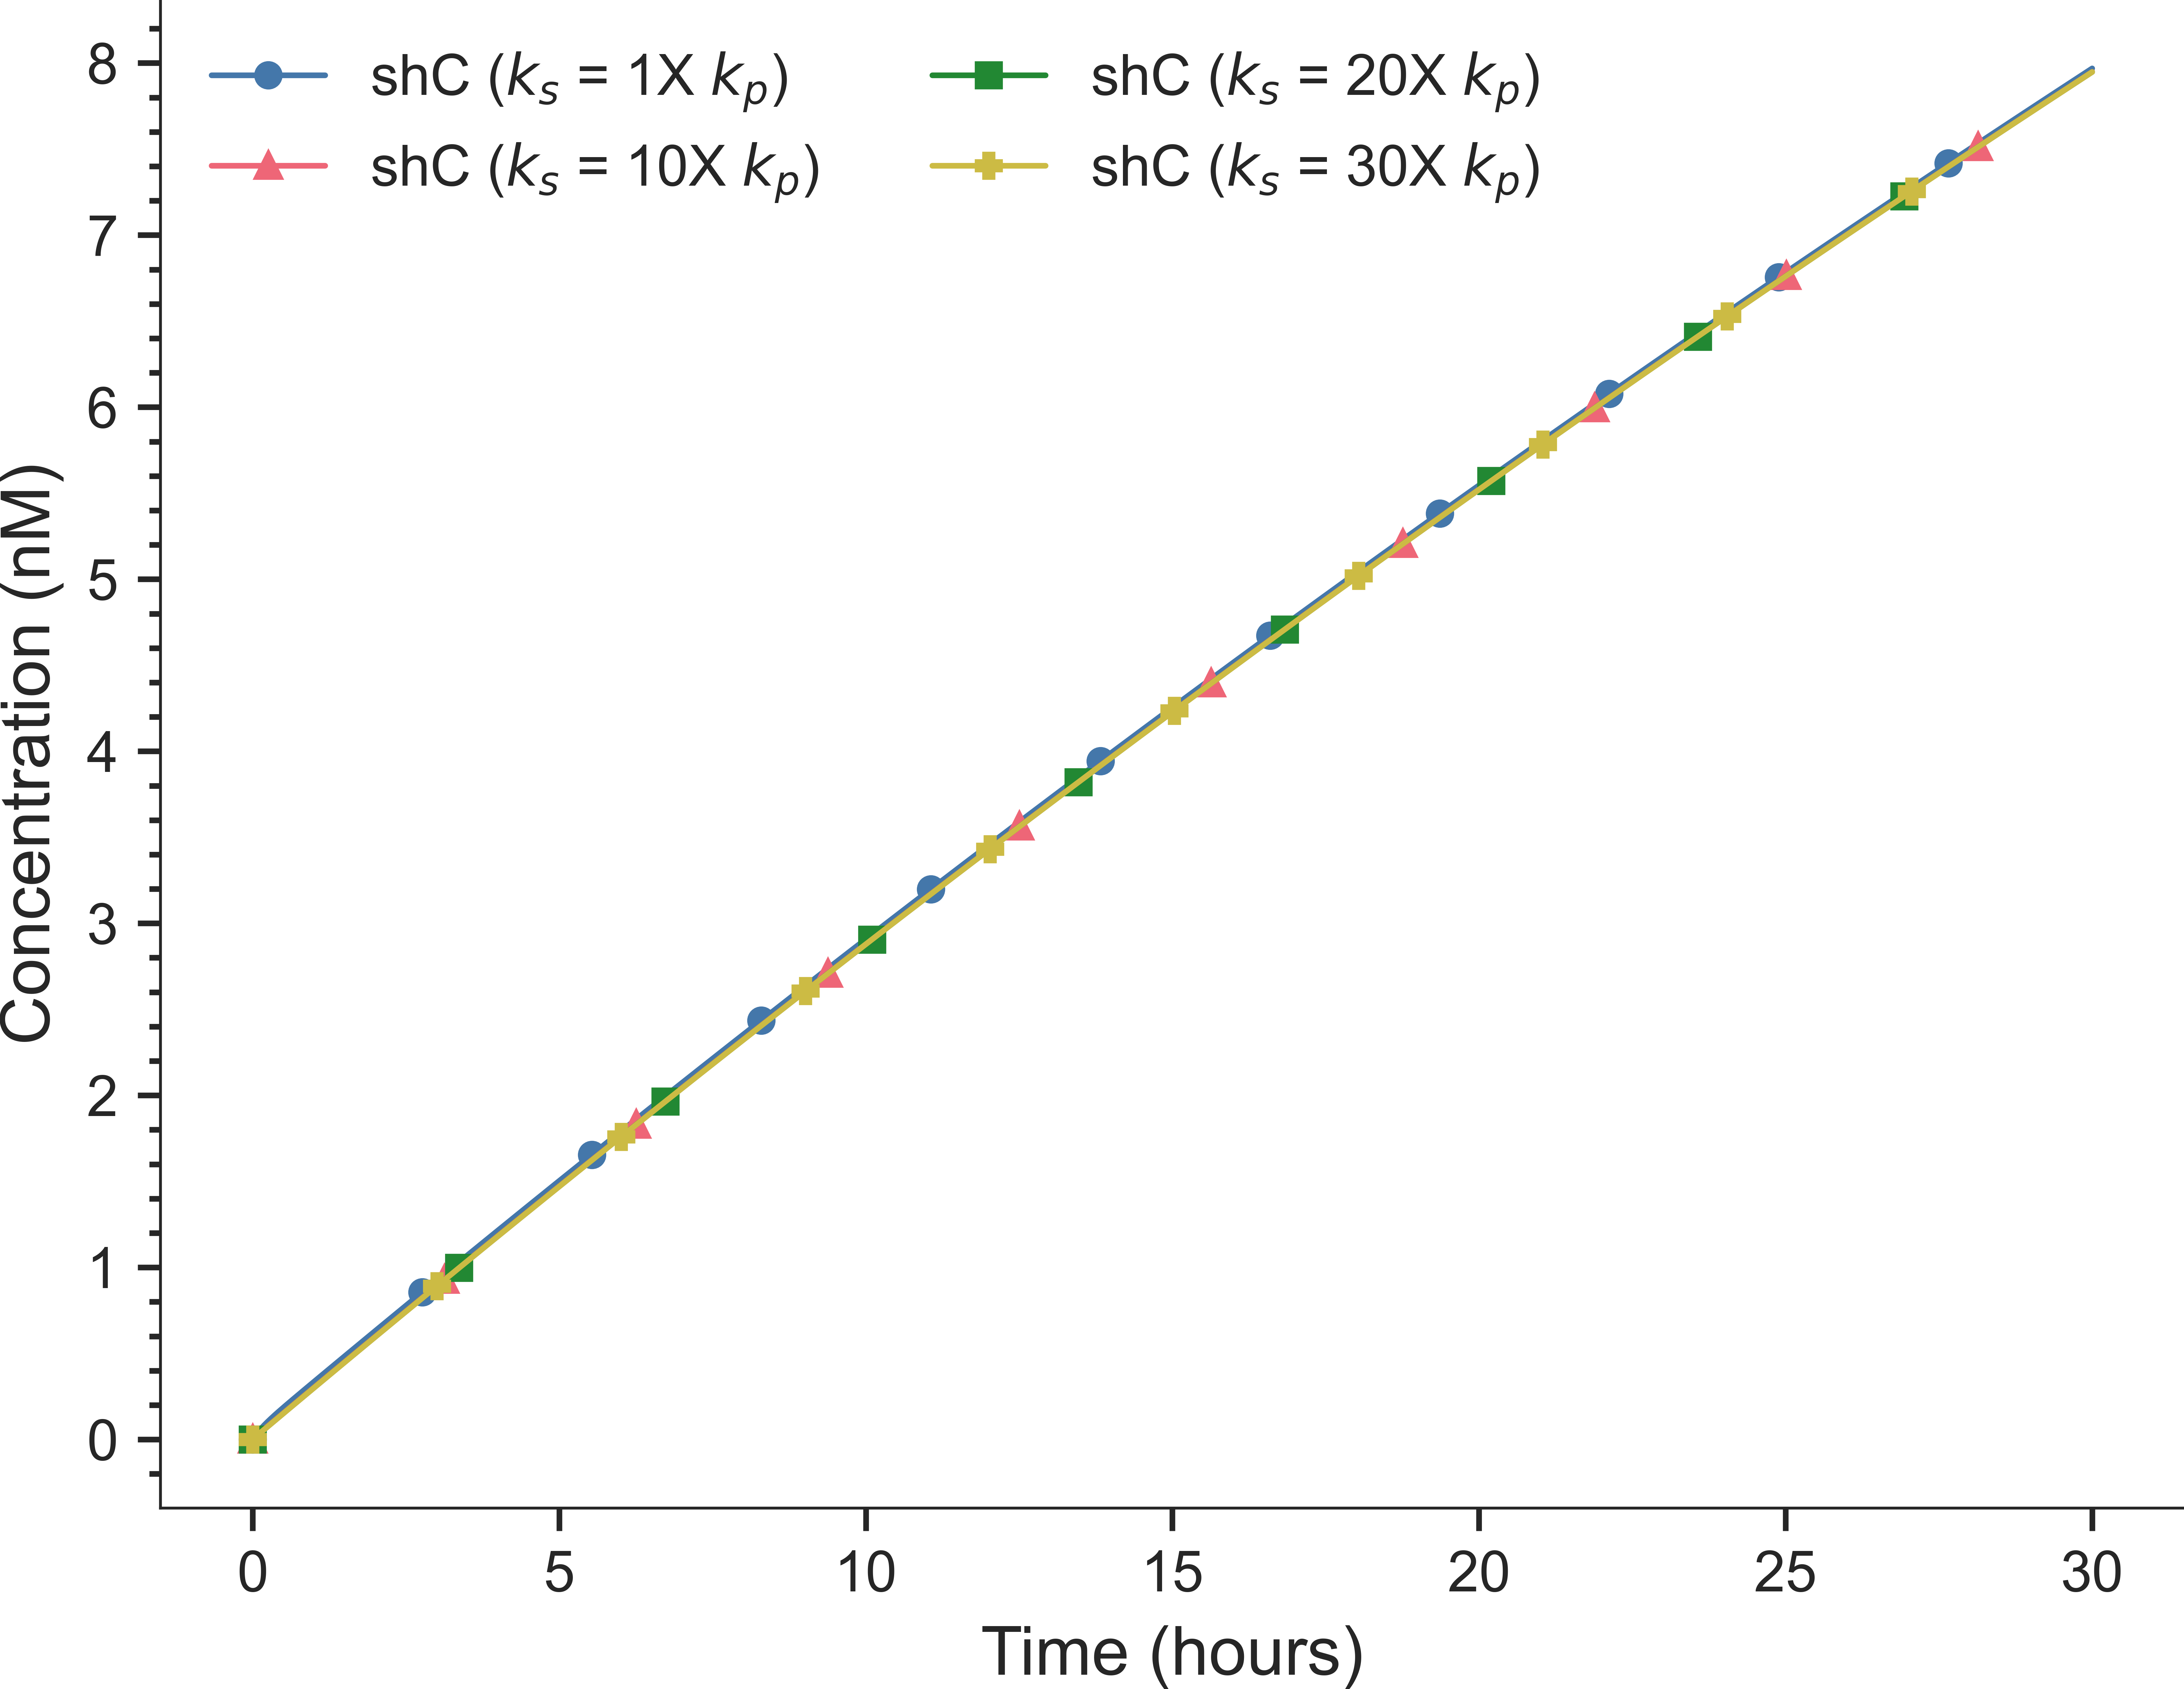 shC (kₛ = 1X kₚ)
shC (kₛ = 10X kₚ)
shC (kₛ = 20X kₚ)
shC (kₛ = 30X kₚ)
Concentration (nM)
8
7
6
5
4
3
2
1
0
0 5 10 15 20 25 30
Time (hours)